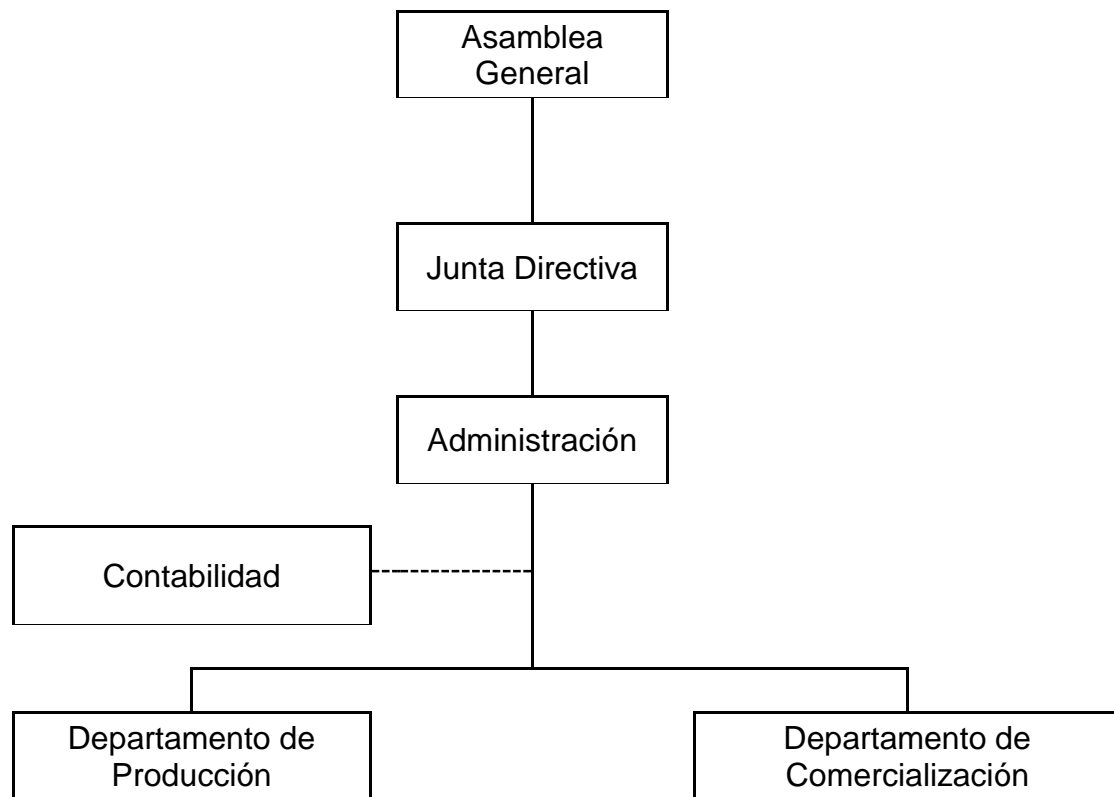 Asamblea
General
Junta Directiva
Administración
Contabilidad
Departamento de
Producción
Departamento de
Comercialización